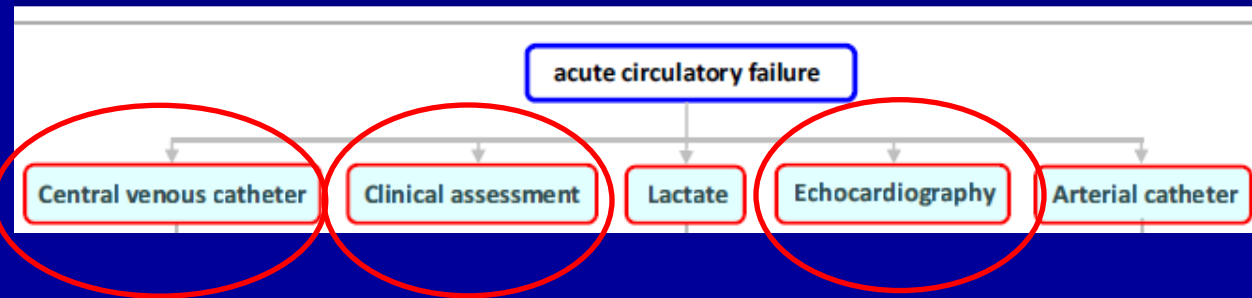 acute circulatory failure
Central venous catheter
Clinical assessment
Lactate
Echocardiography
Arterial catheter